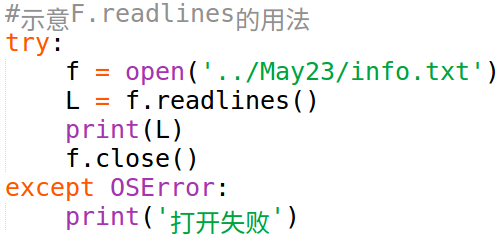 #示意F.readlines的用法
try:
    f = open('../May23/info.txt')
    L = f.readlines()
    print(L)
    f.close()
except OSError:
    print('打开失败')